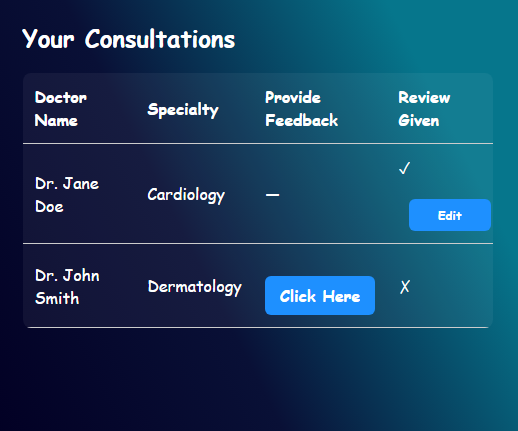 Your Consultations
Doctor Name Specialty Provide Feedback Review Given
Dr. Jane Doe Cardiology — ✓ Edit
Dr. John Smith Dermatology Click Here ✗